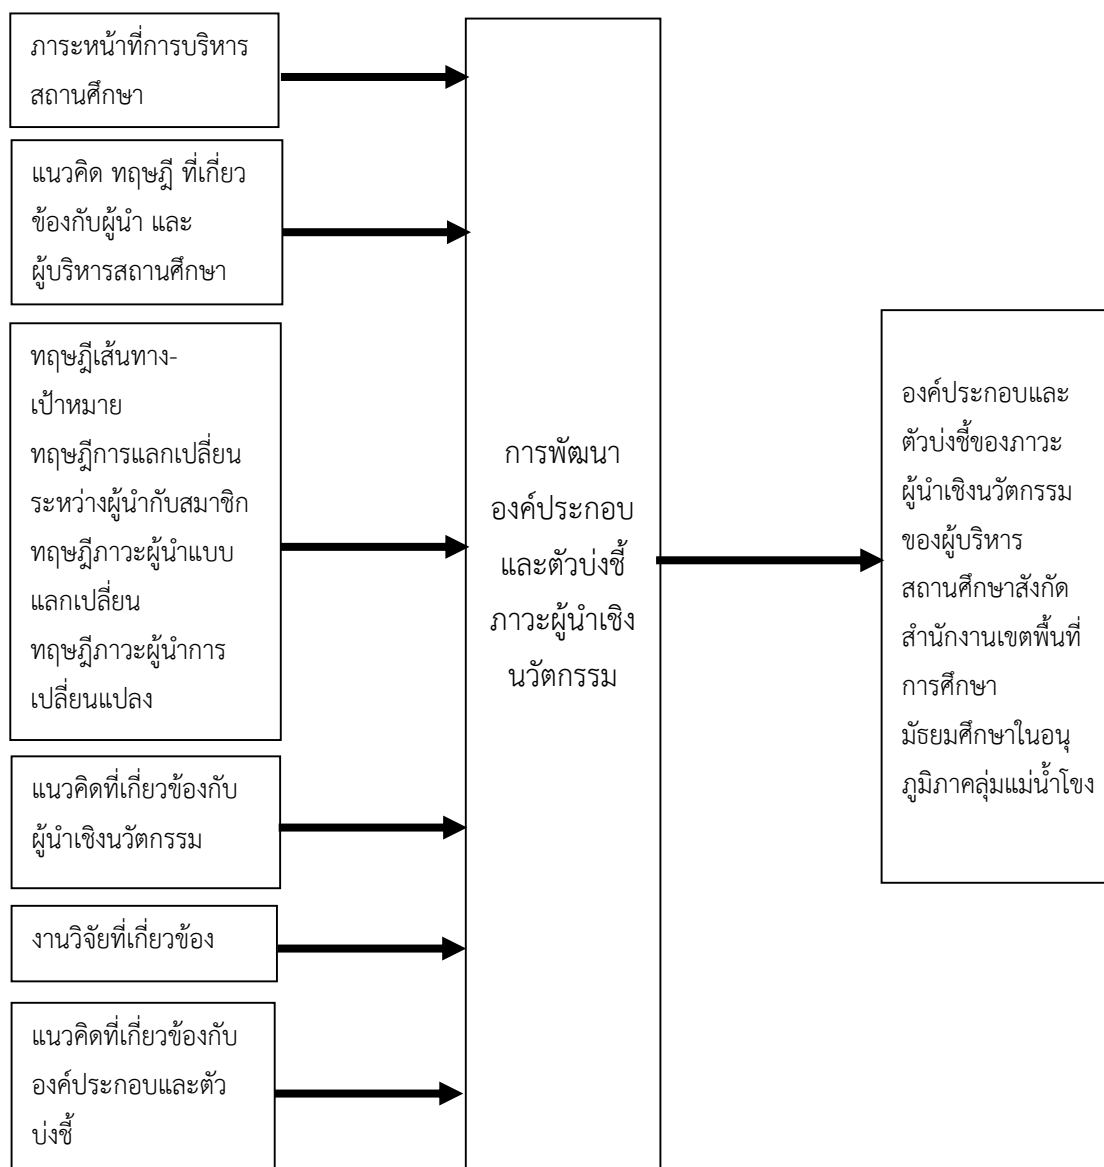 ภาระหน้าที่การบริหาร
สถานศึกษา
แนวคิด ทฤษฎี ที่เกี่ยว
ข้องกับผู้นำ และ
ผู้บริหารสถานศึกษา
ทฤษฎีเส้นทาง-
เป้าหมาย
ทฤษฎีการแลกเปลี่ยน
ระหว่างผู้นำกับสมาชิก
ทฤษฎีภาวะผู้นำแบบ
แลกเปลี่ยน
ทฤษฎีภาวะผู้นำการ
เปลี่ยนแปลง
แนวคิดที่เกี่ยวข้องกับ
ผู้นำเชิงนวัตกรรม
งานวิจัยที่เกี่ยวข้อง
แนวคิดที่เกี่ยวข้องกับ
องค์ประกอบและตัว
บ่งชี้
การพัฒนา
องค์ประกอบ
และตัวบ่งชี้
ภาวะผู้นำเชิง
นวัตกรรม
องค์ประกอบและ
ตัวบ่งชี้ของภาวะ
ผู้นำเชิงนวัตกรรม
ของผู้บริหาร
สถานศึกษาสังกัด
สำนักงานเขตพื้นที่
การศึกษา
มัธยมศึกษาในอนุ
ภูมิภาคลุ่มแม่น้ำโขง